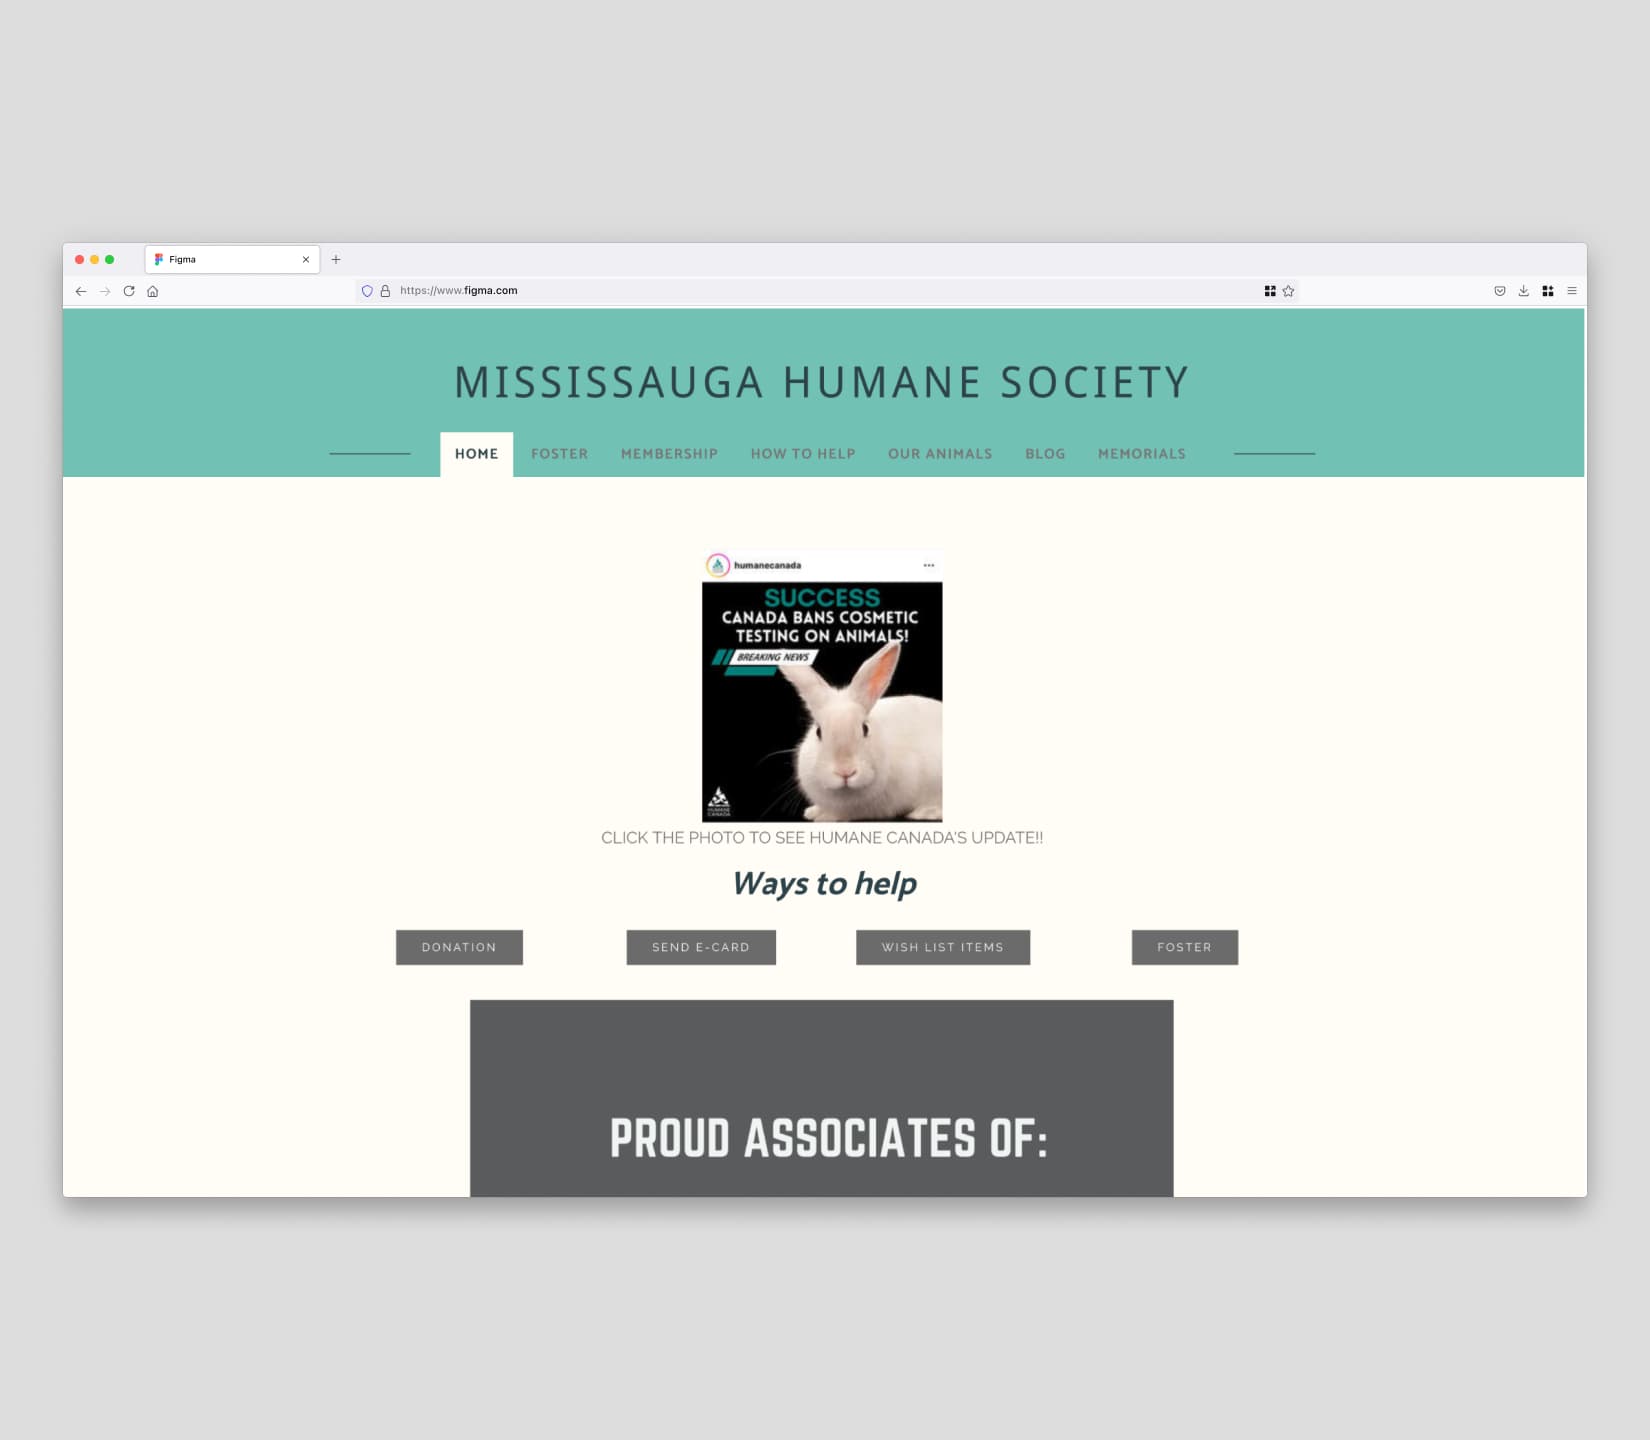 Figma
https://www.figma.com
MISSISSAUGA HUMANE SOCIETY
HOME FOSTER MEMBERSHIP HOW TO HELP OUR ANIMALS BLOG MEMORIALS
humanecanada
SUCCESS
CANADA BANS COSMETIC
TESTING ON ANIMALS!
BREAKING NEWS
HUMANE
CANADA
CLICK THE PHOTO TO SEE HUMANE CANADA'S UPDATE!!
Ways to help
DONATION SEND E-CARD WISH LIST ITEMS FOSTER
PROUD ASSOCIATES OF: